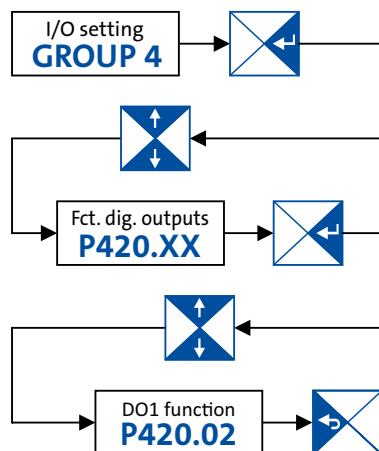 I/O setting
GROUP 4
Fct. dig. outputs
P420.XX
DO1 function
P420.02